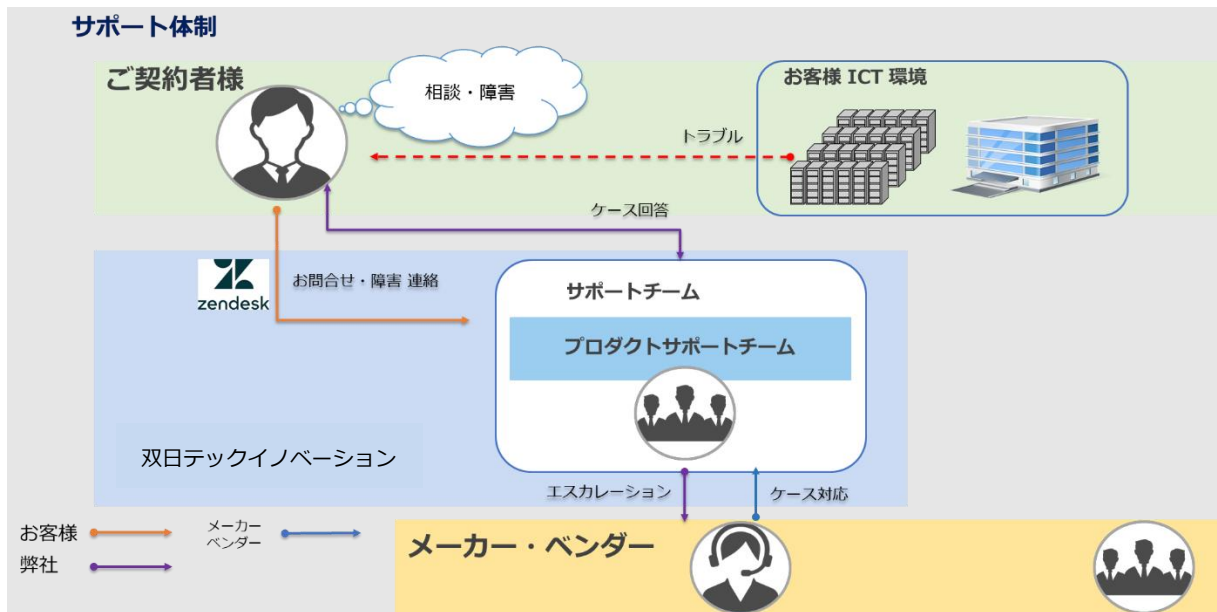 サポート体制
ご契約者様
相談・障害
お客様 ICT 環境
トラブル
ケース回答
zendesk
お問合せ・障害 連絡
サポートチーム
プロダクトサポートチーム
双日テックイノベーション
エスカレーション
ケース対応
お客様
メーカー
ベンダー
弊社
メーカー・ベンダー